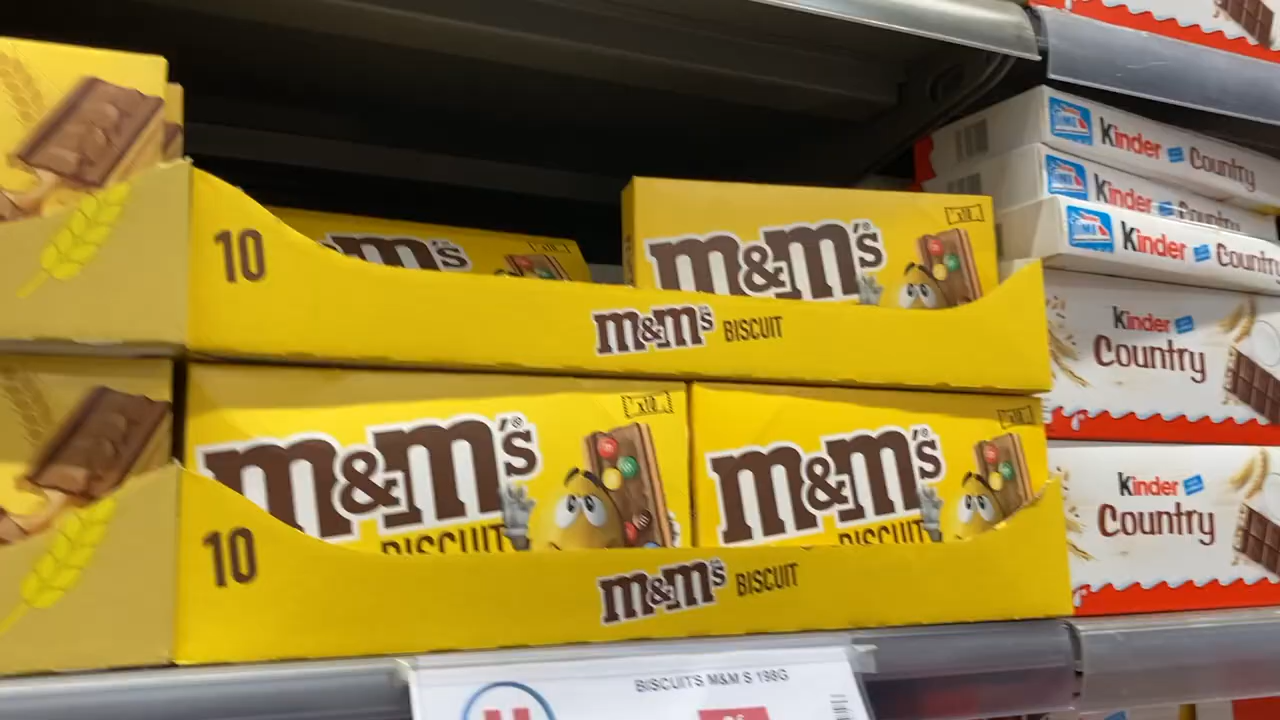 10
m&m's
x10
m&m's
m&m's BISCUIT
10
x10
m&m's
BISCUIT
x10
m&m's
BISCUIT
m&m's BISCUIT
BISCUITS M&M S 198G
Kinder Country
Kinder Country
Kinder Country
Kinder
Country
Kinder
Country